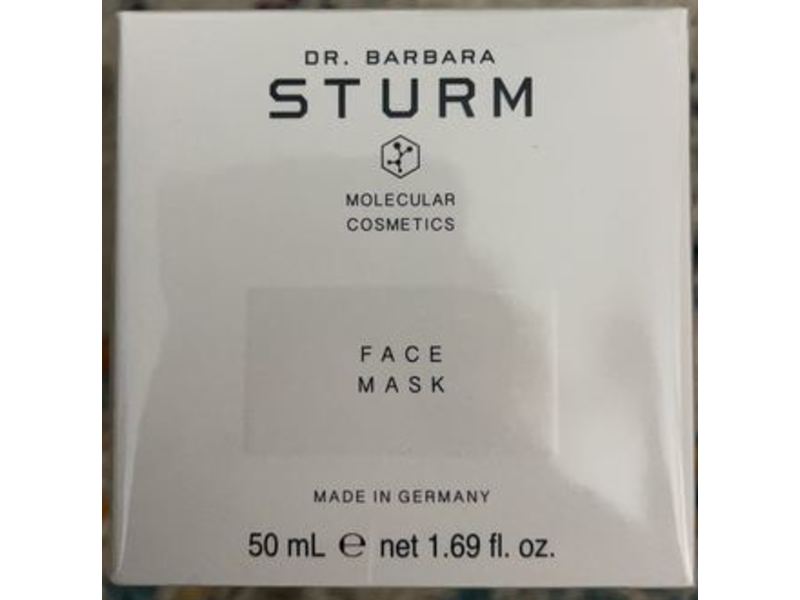 DR. BARBARA
STURM
MOLECULAR
COSMETICS
FACE
MASK
MADE IN GERMANY
50 mL ℮ net 1.69 fl. oz.